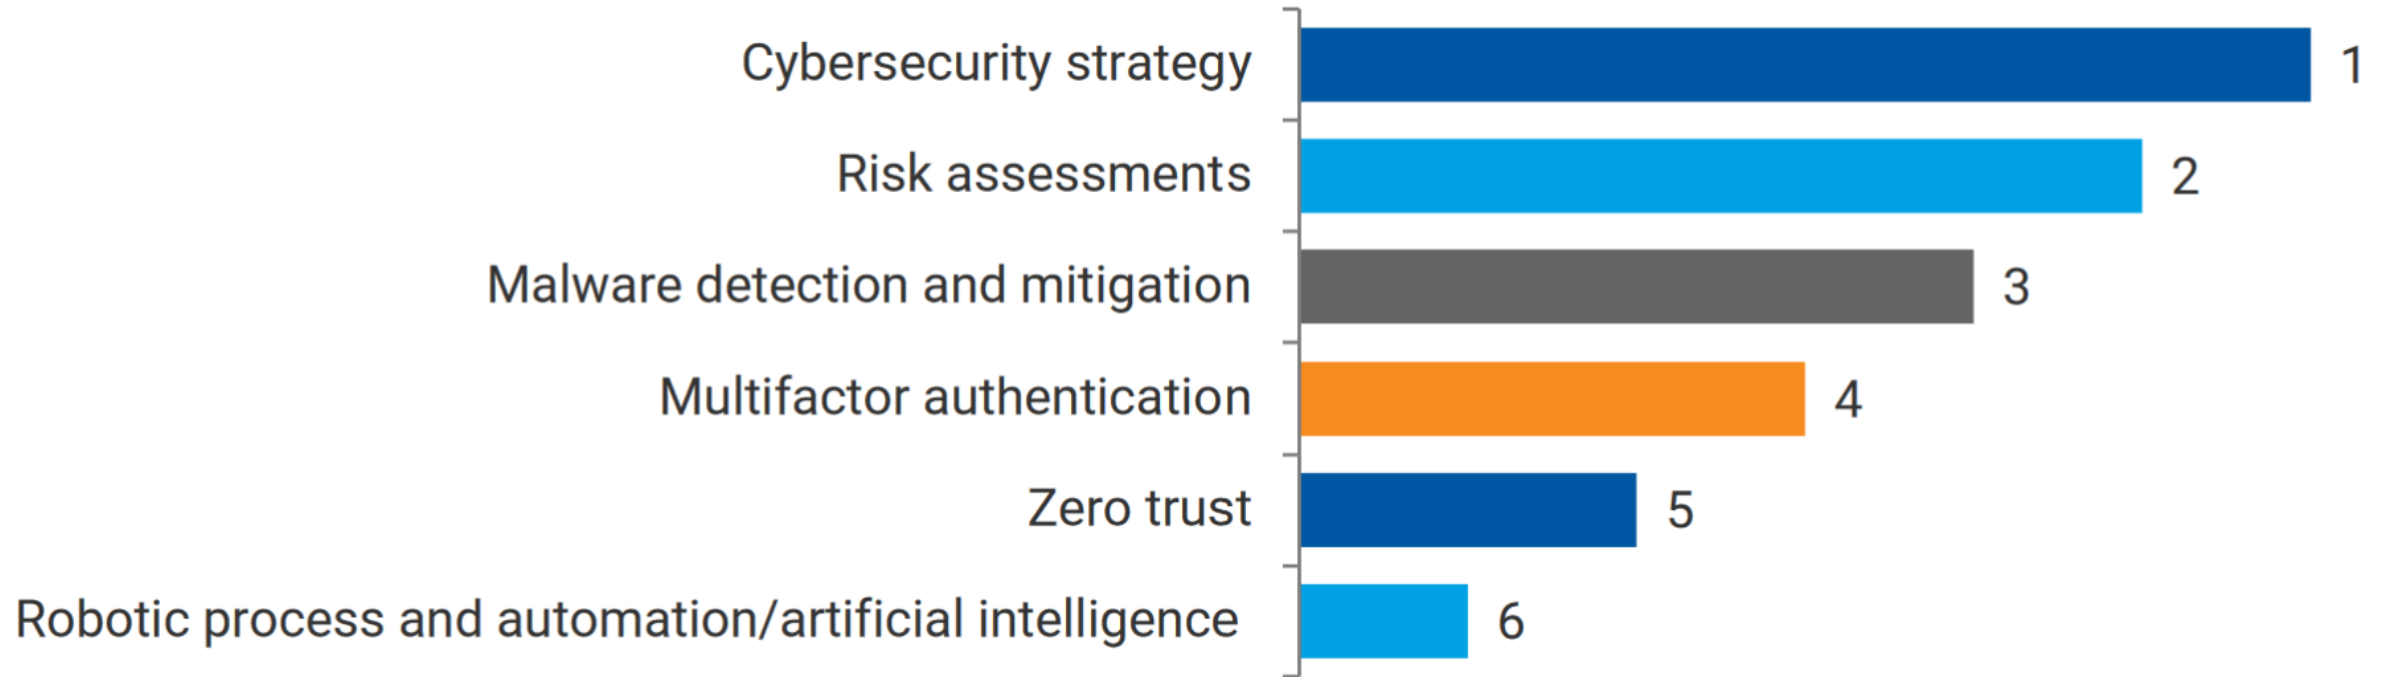 Cybersecurity strategy 1
Risk assessments 2
Malware detection and mitigation 3
Multifactor authentication 4
Zero trust 5
Robotic process and automation/artificial intelligence 6